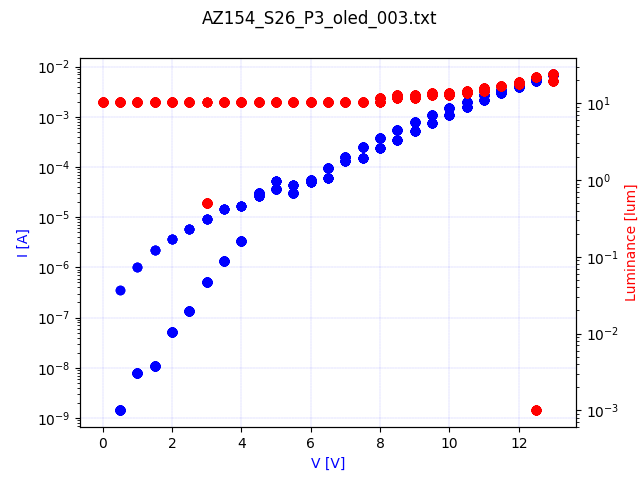 AZ154_S26_P3_oled_003.txt
10⁻²
10⁻³
10⁻⁴
10⁻⁵
10⁻⁶
10⁻⁷
10⁻⁸
10⁻⁹
I [A]
10¹
10⁰
10⁻¹
10⁻²
10⁻³
Luminance [lum]
0 2 4 6 8 10 12
V [V]